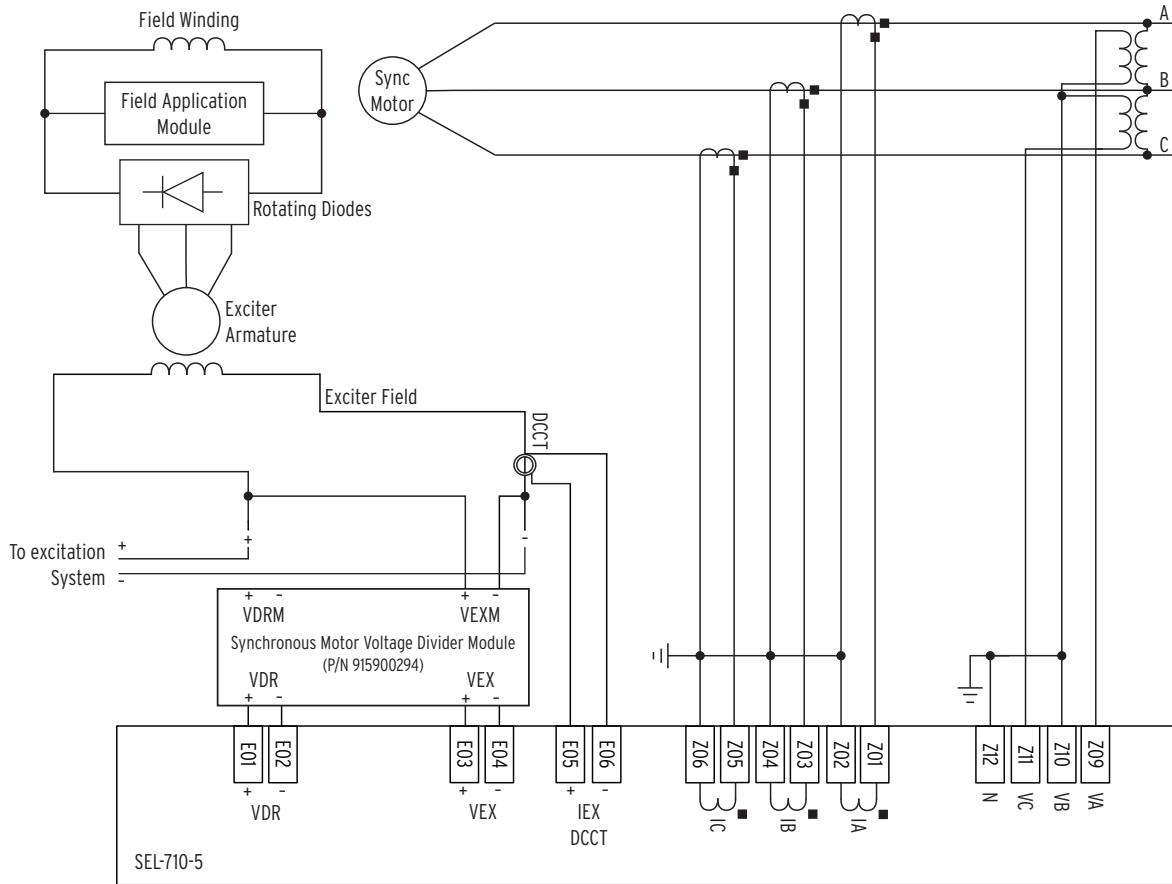 Field Winding
Field Application
Module
Rotating Diodes
Exciter
Armature
Exciter Field
DCCT
To excitation
System
+
-
+
-
Sync
Motor
A
B
C
+ - + -
VDRM VEXM
Synchronous Motor Voltage Divider Module
(P/N 915900294)
VDR VEX
+ - + -
E01 E02 E03 E04 E05 E06 Z06 Z05 Z04 Z03 Z02 Z01 Z12 Z11 Z10 Z09
+ - + - + -
VDR VEX IEX
DCCT
IC IB IA N VC VB VA
SEL-710-5